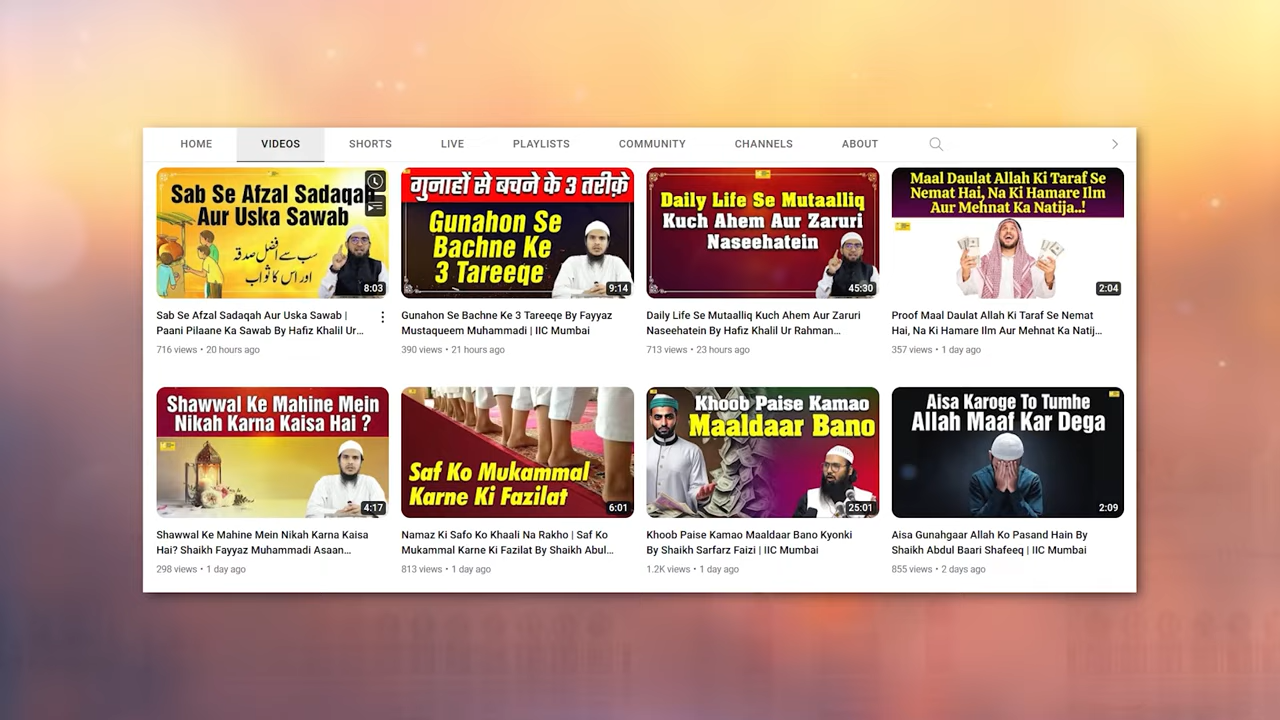 HOME VIDEOS SHORTS LIVE PLAYLISTS COMMUNITY CHANNELS ABOUT
Sab Se Afzal Sadaqah
Aur Uska Sawab
سب سے افضل صدقہ
اور اس کا ثواب
8:03
गुनाहों से बचने के 3 तरीक़े
Gunahon Se
Bachne Ke
3 Tareeqe
9:14
Daily Life Se Mutaalliq
Kuch Ahem Aur Zaruri
Naseehatein
45:30
Maal Daulat Allah Ki Taraf Se
Nemat Hai, Na Ki Hamare Ilm
Aur Mehnat Ka Natija..!
2:04
Sab Se Afzal Sadaqah Aur Uska Sawab |
Paani Pilaane Ka Sawab By Hafiz Khalil Ur...
716 views • 20 hours ago
Gunahon Se Bachne Ke 3 Tareeqe By Fayyaz
Mustaqueem Muhammadi | IIC Mumbai
390 views • 21 hours ago
Daily Life Se Mutaalliq Kuch Ahem Aur Zaruri
Naseehatein By Hafiz Khalil Ur Rahman...
713 views • 23 hours ago
Proof Maal Daulat Allah Ki Taraf Se Nemat
Hai, Na Ki Hamare Ilm Aur Mehnat Ka Natij...
357 views • 1 day ago
Shawwal Ke Mahine Mein
Nikah Karna Kaisa Hai ?
4:17
Saf Ko Mukammal
Karne Ki Fazilat
6:01
Khoob Paise Kamao
Maaldaar Bano
25:01
Aisa Karoge To Tumhe
Allah Maaf Kar Dega
2:09
Shawwal Ke Mahine Mein Nikah Karna Kaisa
Hai? Shaikh Fayyaz Muhammadi Asaan...
298 views • 1 day ago
Namaz Ki Safo Ko Khaali Na Rakho | Saf Ko
Mukammal Karne Ki Fazilat By Shaikh Abul...
813 views • 1 day ago
Khoob Paise Kamao Maaldaar Bano Kyonki
By Shaikh Sarfarz Faizi | IIC Mumbai
1.2K views • 1 day ago
Aisa Gunahgaar Allah Ko Pasand Hain By
Shaikh Abdul Baari Shafeeq | IIC Mumbai
855 views • 2 days ago